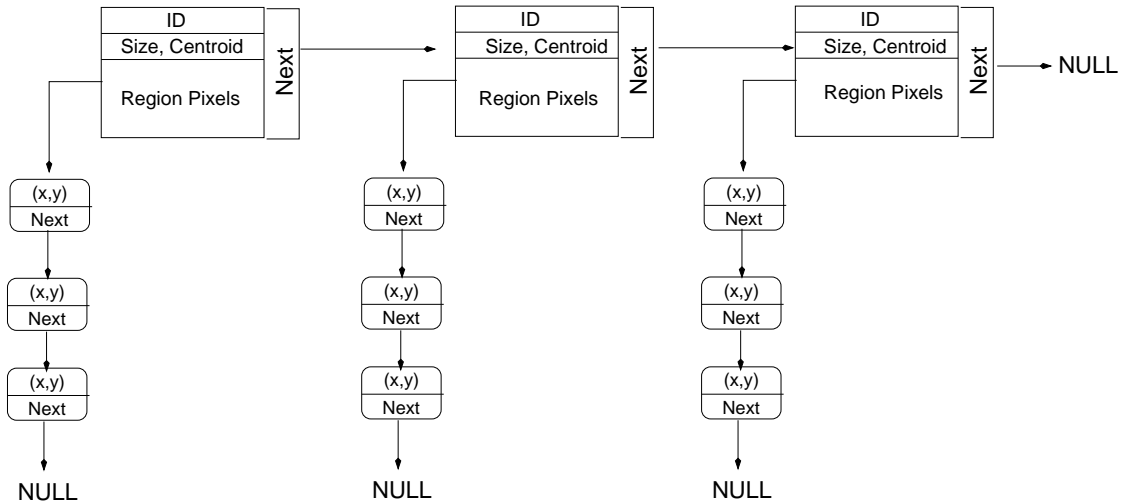 ID
Size, Centroid
Region Pixels
Next
ID
Size, Centroid
Region Pixels
Next
ID
Size, Centroid
Region Pixels
Next
NULL
(x,y)
Next
(x,y)
Next
(x,y)
Next
NULL
(x,y)
Next
(x,y)
Next
(x,y)
Next
NULL
(x,y)
Next
(x,y)
Next
(x,y)
Next
NULL